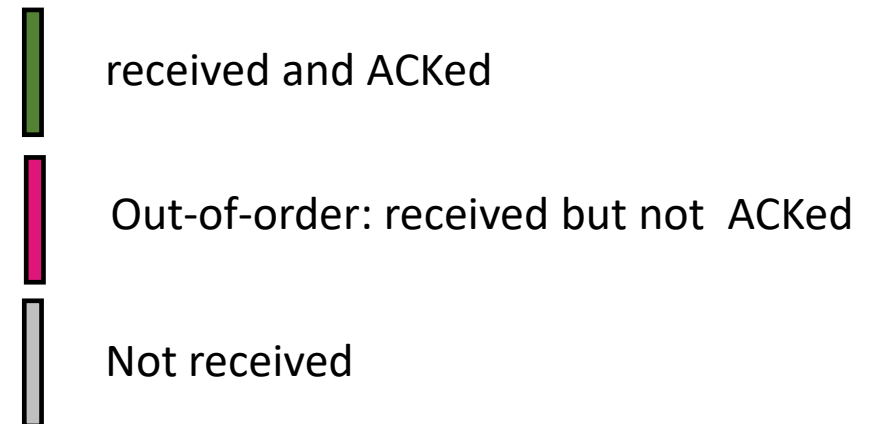 received and ACKed
Out-of-order: received but not ACKed
Not received